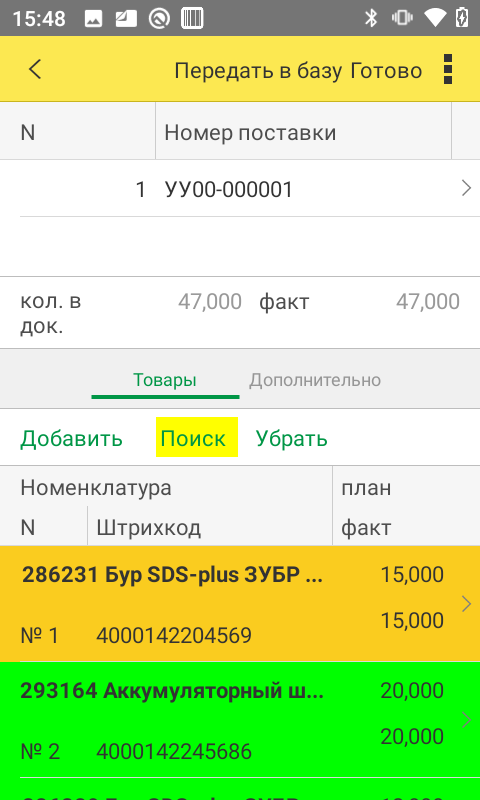 15:48
Передать в базу Готово
N Номер поставки
1 УУ00-000001
кол. в док. 47,000 факт 47,000
Товары Дополнительно
Добавить Поиск Убрать
Номенклатура план
N Штрихкод факт
286231 Бур SDS-plus ЗУБР ... 15,000
№ 1 4000142204569 15,000
293164 Аккумуляторный ш... 20,000
№ 2 4000142245686 20,000